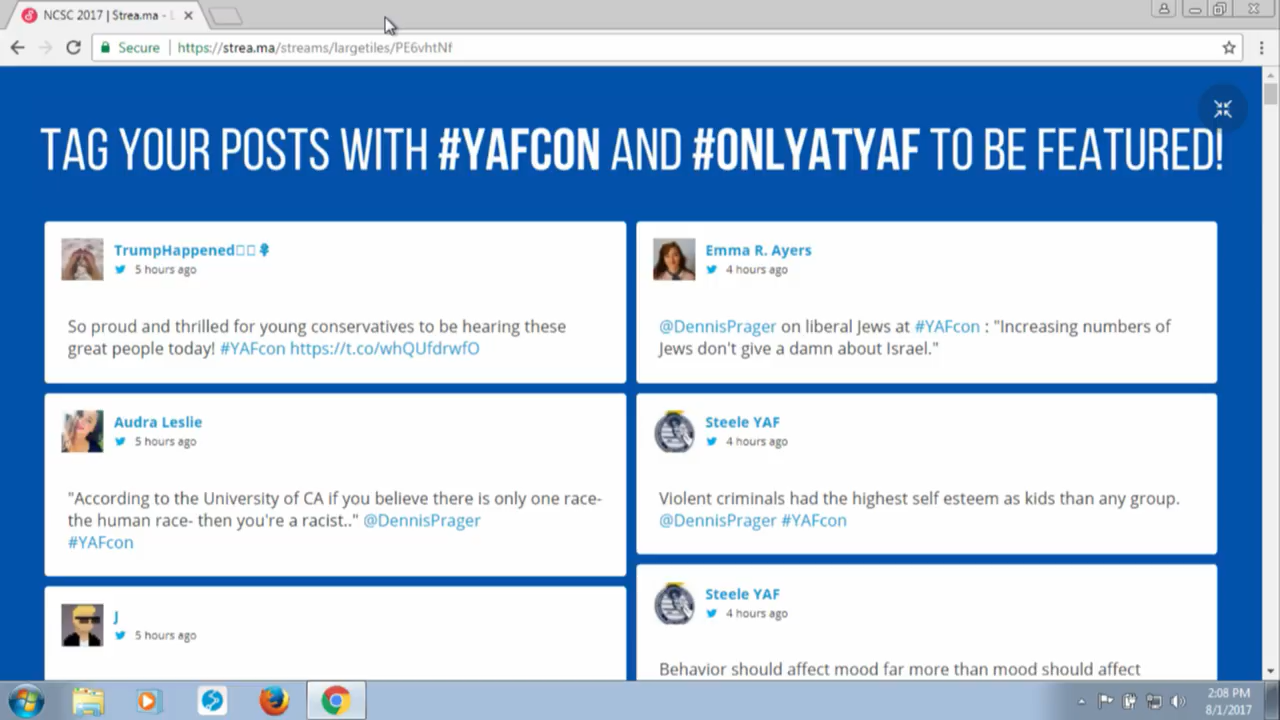 NCSC 2017 | Strea.ma -
Secure
https://strea.ma/streams/largetiles/PE6vhtNf
TAG YOUR POSTS WITH #YAFCON AND #ONLYATYAF TO BE FEATURED!
TrumpHappened
5 hours ago
So proud and thrilled for young conservatives to be hearing these
great people today! #YAFcon https://t.co/whQUfdrwfO
Emma R. Ayers
4 hours ago
@DennisPrager on liberal Jews at #YAFcon : "Increasing numbers of
Jews don't give a damn about Israel."
Audra Leslie
5 hours ago
"According to the University of CA if you believe there is only one race-
the human race- then you're a racist.." @DennisPrager
#YAFcon
Steele YAF
4 hours ago
Violent criminals had the highest self esteem as kids than any group.
@DennisPrager #YAFcon
J
5 hours ago
Steele YAF
4 hours ago
Behavior should affect mood far more than mood should affect
2:08 PM
8/1/2017